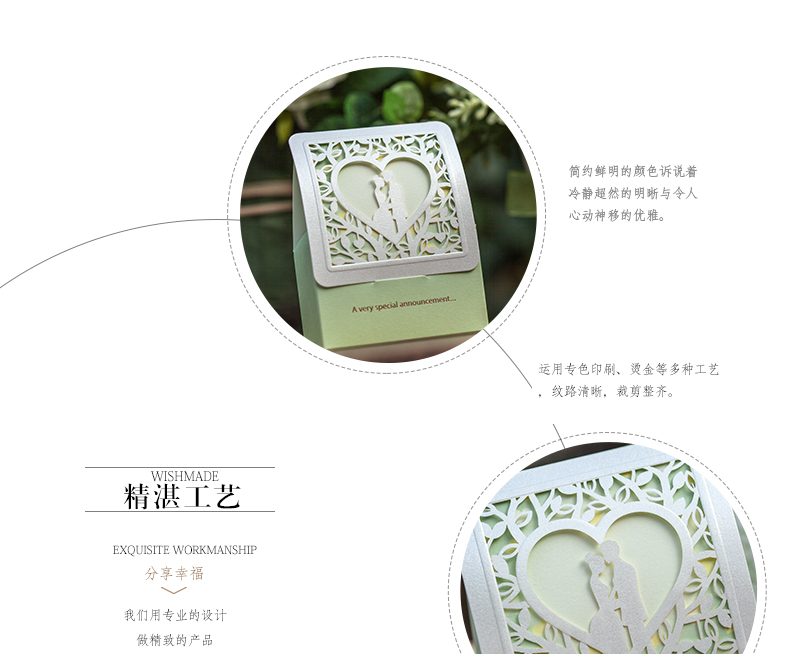 简约鲜明的颜色诉说着
冷静超然的明晰与令人
心动神移的优雅。
A very special announcement...
运用专色印刷、烫金等多种工艺
，纹路清晰，裁剪整齐。
WISHMADE
精湛工艺
EXQUISITE WORKMANSHIP
分享幸福
我们用专业的设计
做精致的产品